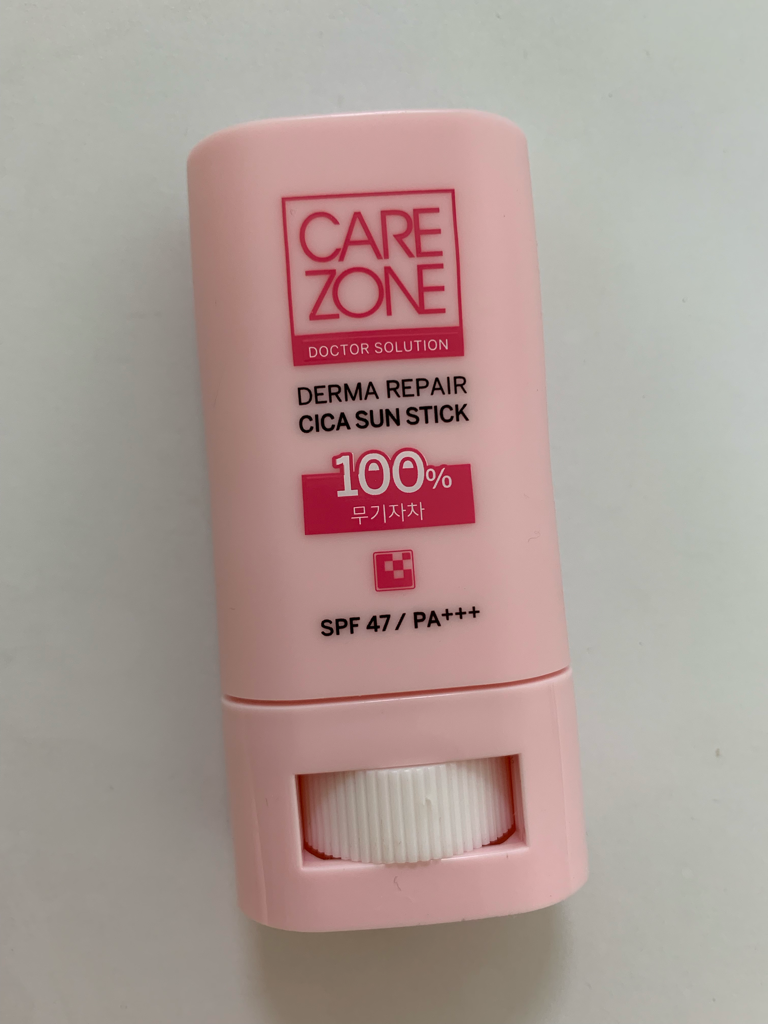 CARE
ZONE
DOCTOR SOLUTION
DERMA REPAIR
CICA SUN STICK
100%
무기자차
SPF 47 / PA+++